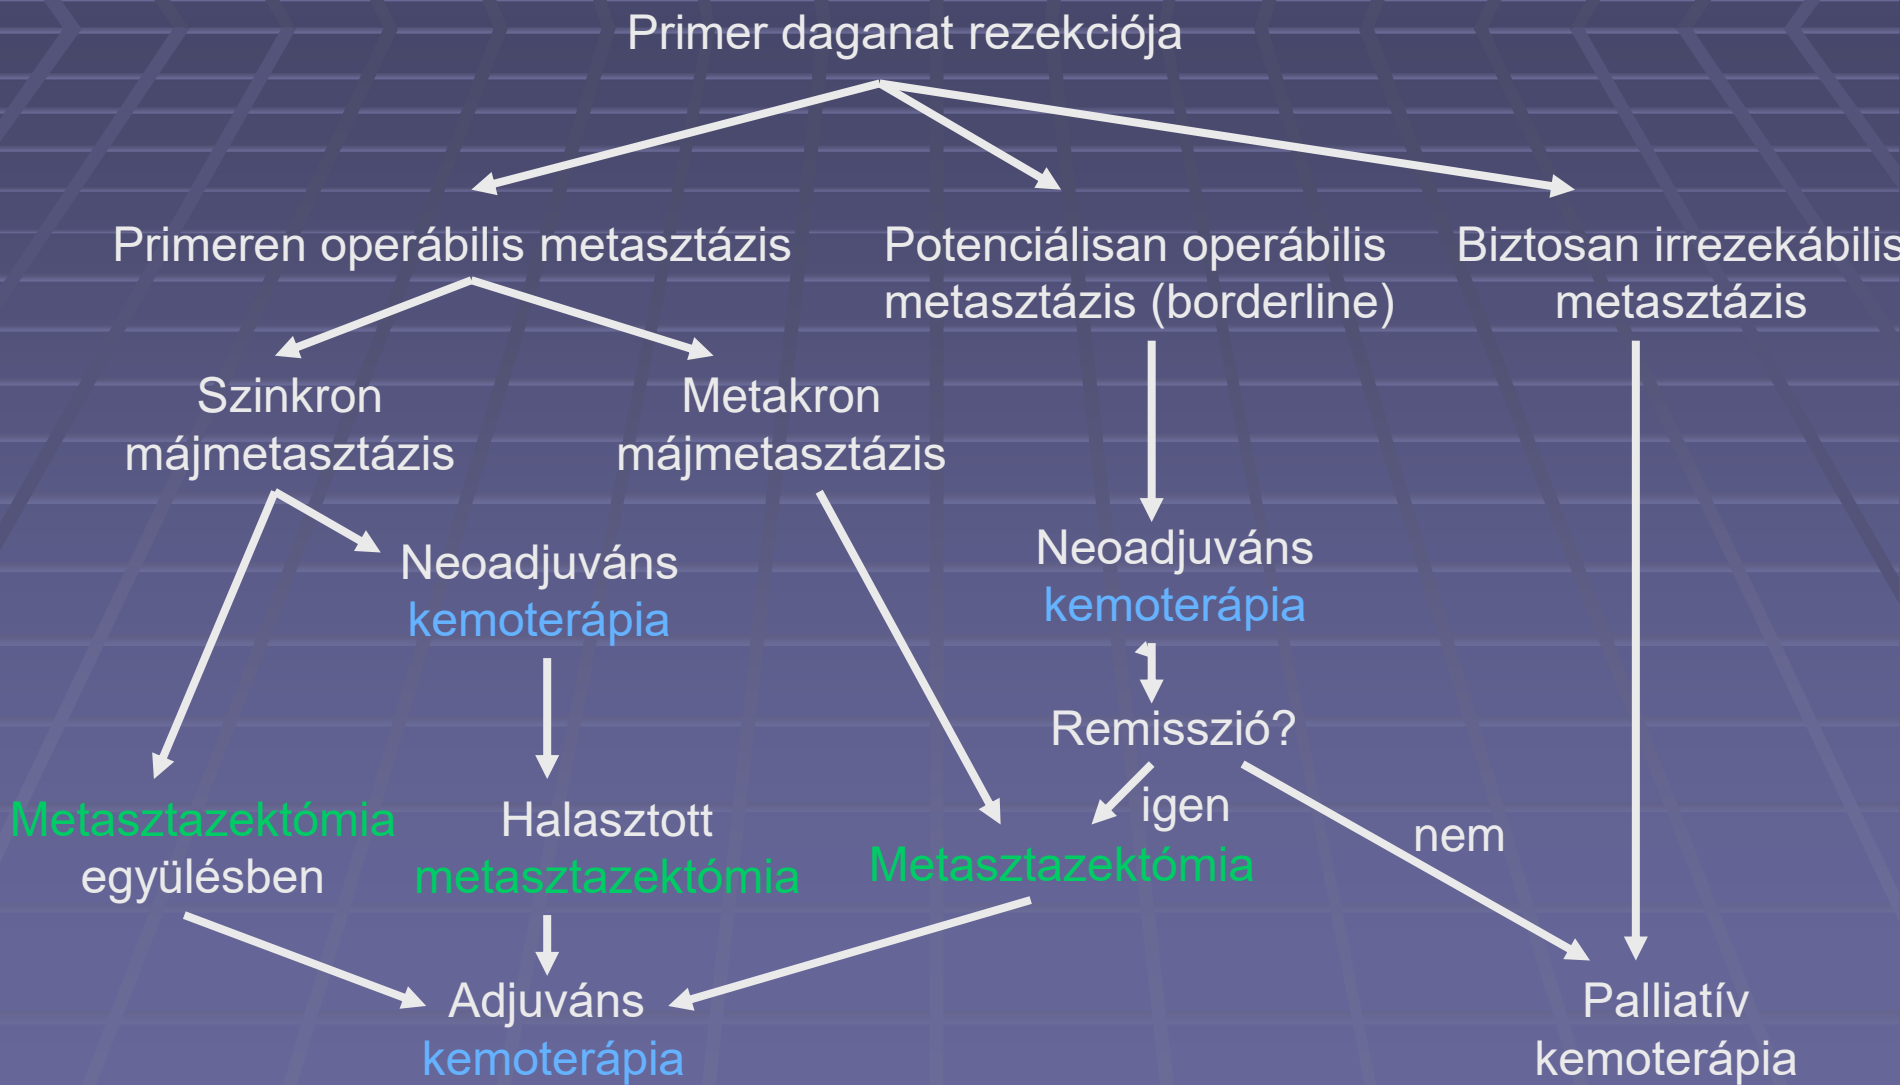 Primer daganat rezekciója
Primeren operábilis metasztázis
Potenciálisan operábilis
metasztázis (borderline)
Biztosan irrezekábilis
metasztázis
Szinkron
májmetasztázis
Metakron
májmetasztázis
Neoadjuváns
kemoterápia
Neoadjuváns
kemoterápia
Remisszió?
igen
nem
Metasztazektómia
együlésben
Halasztott
metasztazektómia
Metasztazektómia
Adjuváns
kemoterápia
Palliatív
kemoterápia